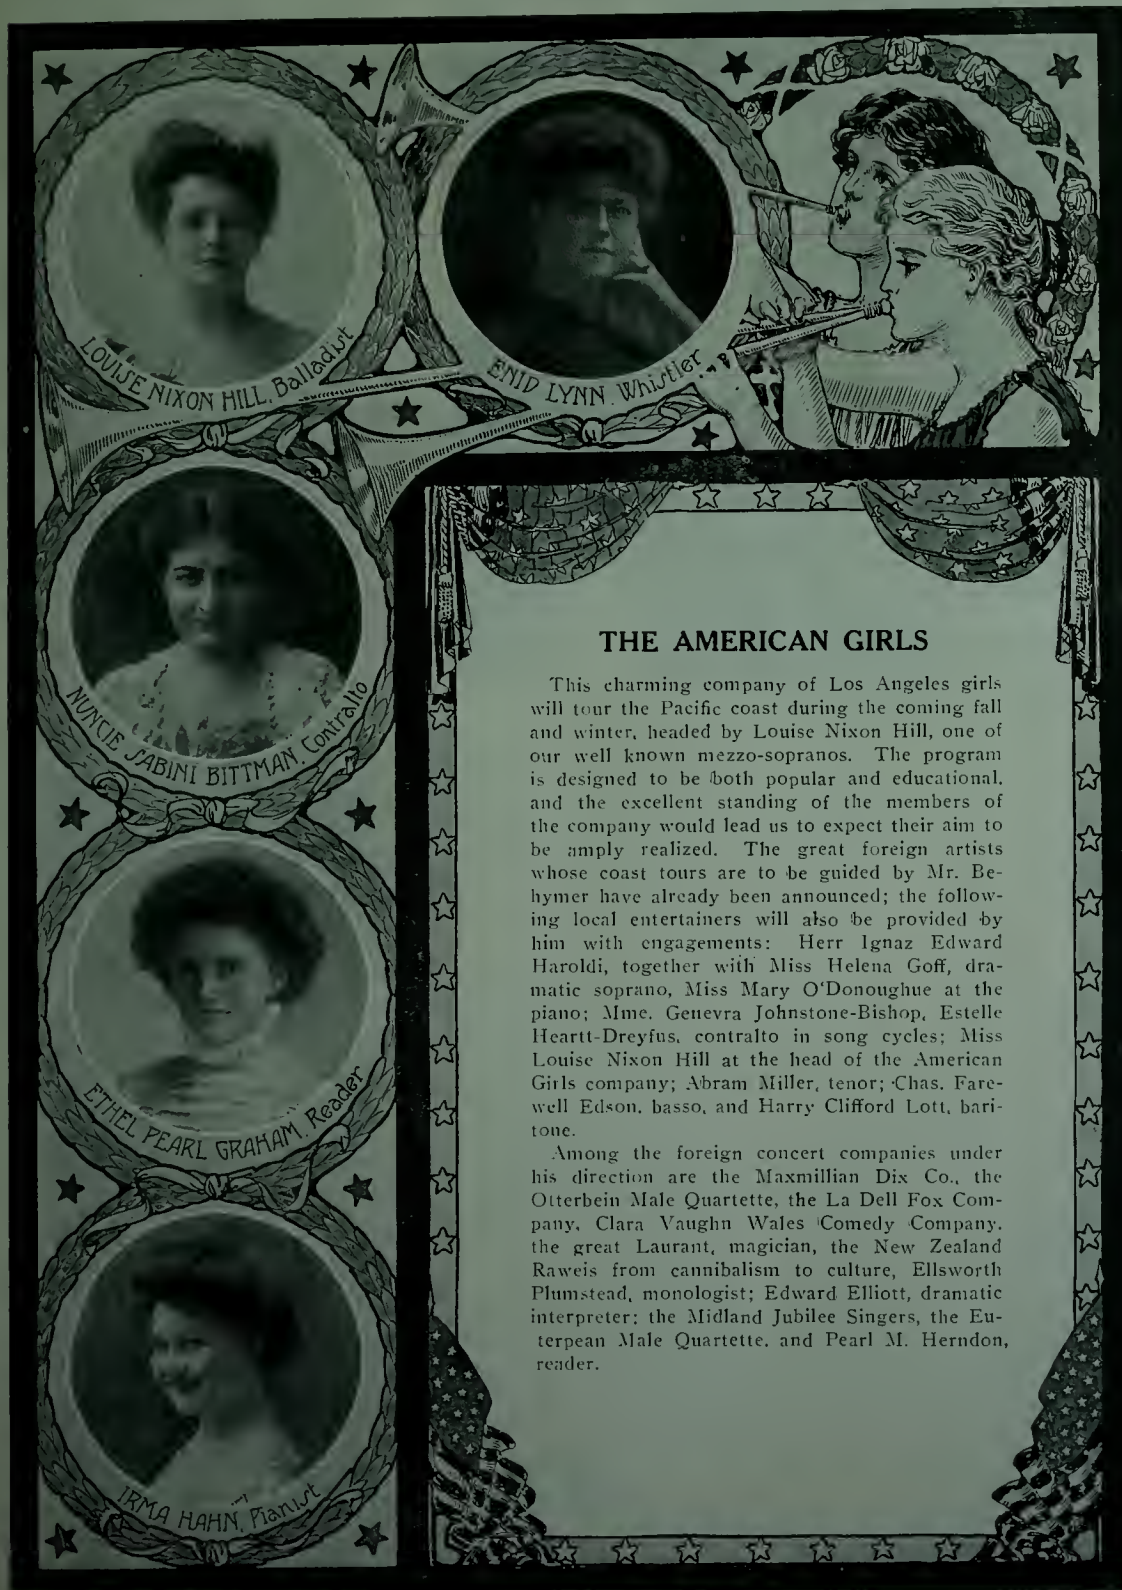 LOUISE NIXON HILL, Balladist
ENID LYNN. Whistler.
NUNCIE SABINI BITTMAN, Contralto
ETHEL PEARL GRAHAM, Reader
IRMA HAHN, Pianist
THE AMERICAN GIRLS
This charming company of Los Angeles girls
will tour the Pacific coast during the coming fall
and winter, headed by Louise Nixon Hill, one of
our well known mezzo-sopranos. The program
is designed to be both popular and educational,
and the excellent standing of the members of
the company would lead us to expect their aim to
be amply realized. The great foreign artists
whose coast tours are to be guided by Mr. Be-
hymer have already been announced; the follow-
ing local entertainers will also be provided by
him with engagements: Herr Ignaz Edward
Haroldi, together with Miss Helena Goff, dra-
matic soprano, Miss Mary O'Donoughue at the
piano; Mme. Genevra Johnstone-Bishop, Estelle
Heartt-Dreyfus, contralto in song cycles; Miss
Louise Nixon Hill at the head of the American
Girls company; Abram Miller, tenor; Chas. Fare-
well Edson, basso, and Harry Clifford Lott, bari-
tone.
Among the foreign concert companies under
his direction are the Maxmillian Dix Co., the
Otterbein Male Quartette, the La Dell Fox Com-
pany, Clara Vaughn Wales Comedy Company,
the great Laurant, magician, the New Zealand
Raweis from cannibalism to culture, Ellsworth
Plumstead, monologist; Edward Elliott, dramatic
interpreter; the Midland Jubilee Singers, the Eu-
terpean Male Quartette, and Pearl M. Herndon,
reader.